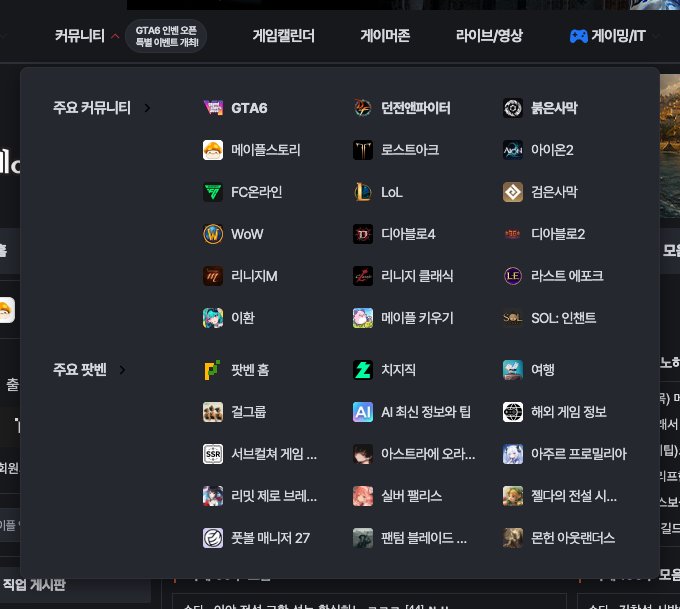 커뮤니티
GTA6 인벤 오픈
특별 이벤트 개최!
게임캘린더
게이머존
라이브/영상
게이밍/IT
주요 커뮤니티
GTA6
던전앤파이터
붉은사막
메이플스토리
로스트아크
아이온2
FC온라인
LoL
검은사막
WoW
디아블로4
디아블로2
리니지M
리니지 클래식
라스트 에포크
이환
메이플 키우기
SOL: 인챈트
주요 팟벤
팟벤 홈
치지직
여행
걸그룹
AI 최신 정보와 팁
해외 게임 정보
서브컬쳐 게임 ...
아스트라에 오라...
아주르 프로밀리아
리밋 제로 브레...
실버 팰리스
젤다의 전설 시...
풋볼 매니저 27
팬텀 블레이드 ...
몬헌 아웃랜더스
직업 게시판